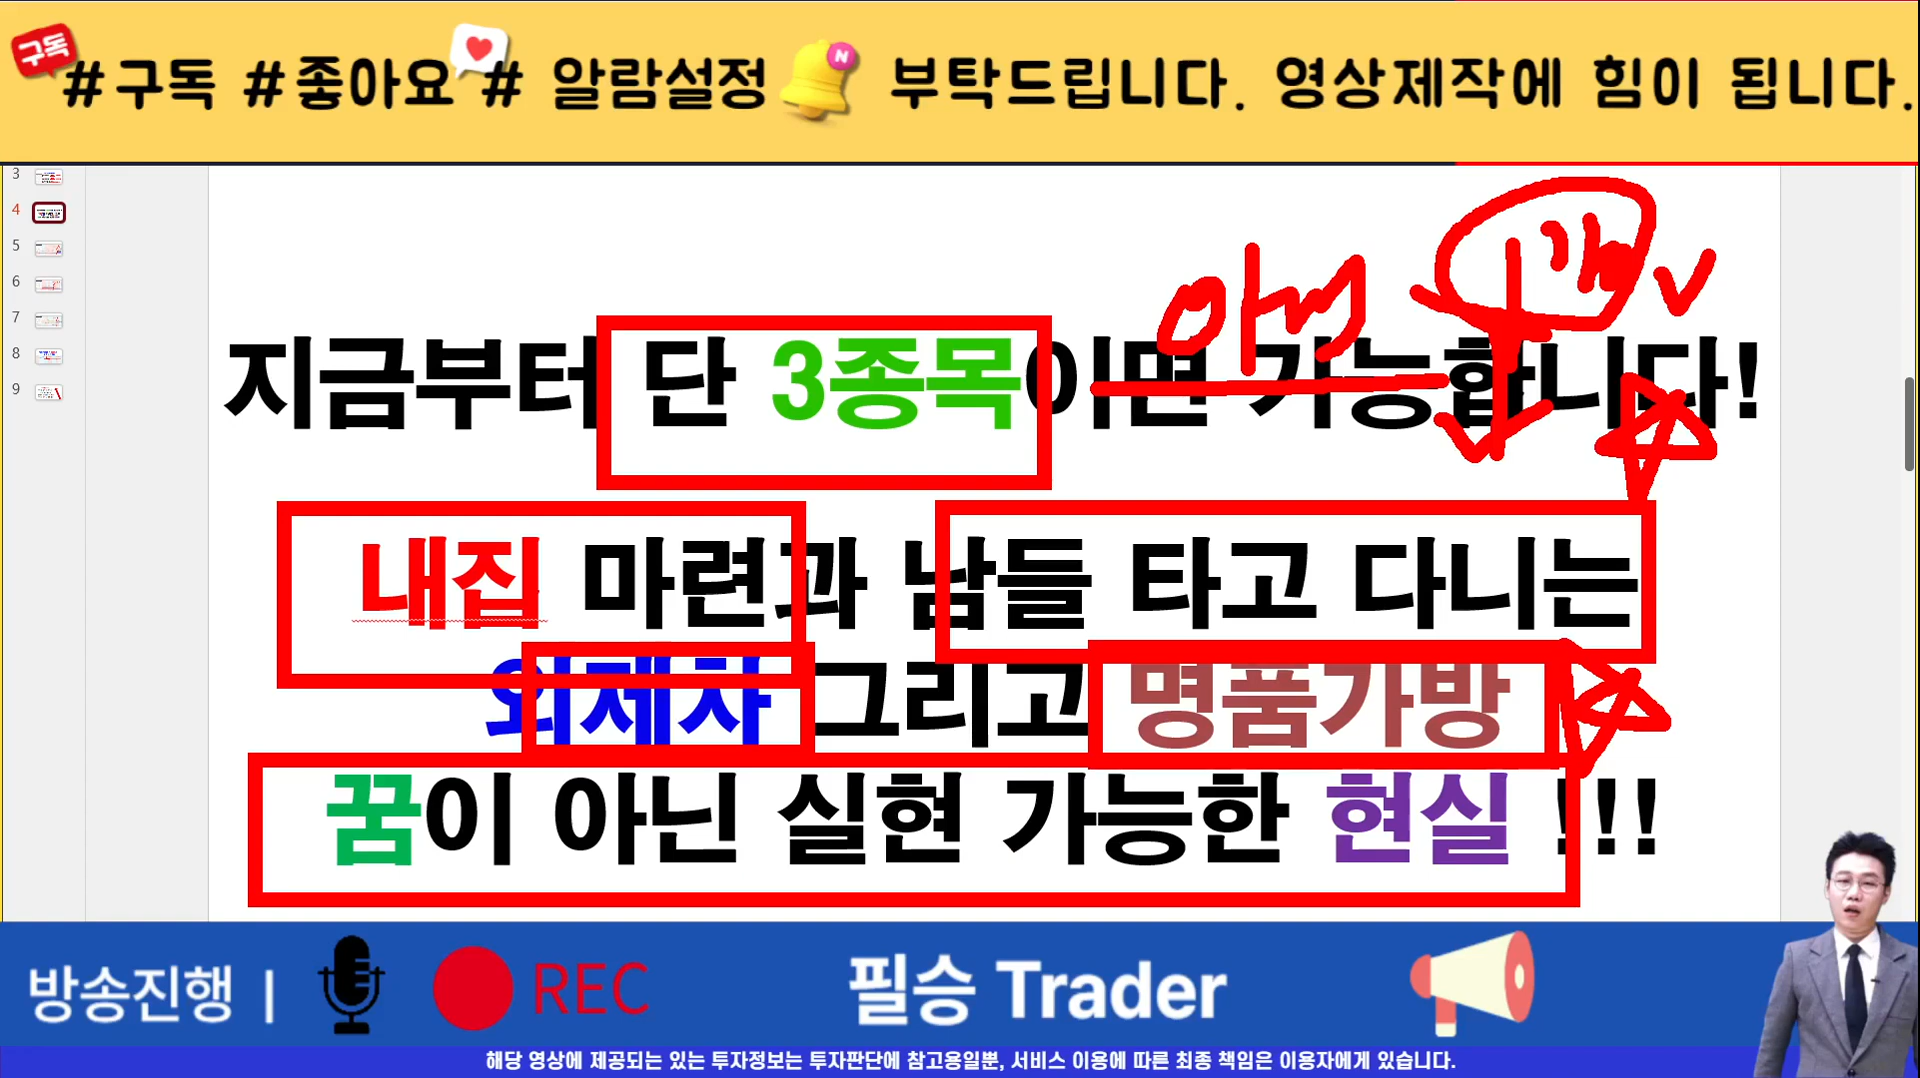 구독
#구독 #좋아요 # 알람설정 N 부탁드립니다. 영상제작에 힘이 됩니다.
3
4
5
6
7
8
9
지금부터 단 3종목이면 가능합니다!
내집 마련과 남들 타고 다니는
외제차 그리고 명품가방
꿈이 아닌 실현 가능한 현실 !!!
방송진행 | REC 필승 Trader
해당 영상에 제공되는 있는 투자정보는 투자판단에 참고용일뿐, 서비스 이용에 따른 최종 책임은 이용자에게 있습니다.